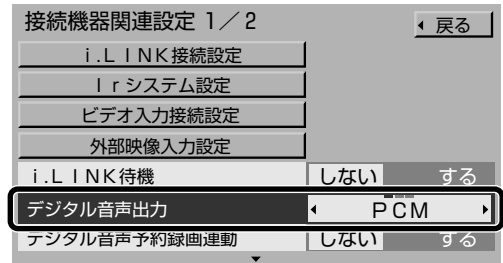 接続機器関連設定 1／2
戻る
i.LINK接続設定
Irシステム設定
ビデオ入力接続設定
外部映像入力設定
i.LINK待機 しない する
デジタル音声出力 PCM
デジタル音声予約録画連動 しない する